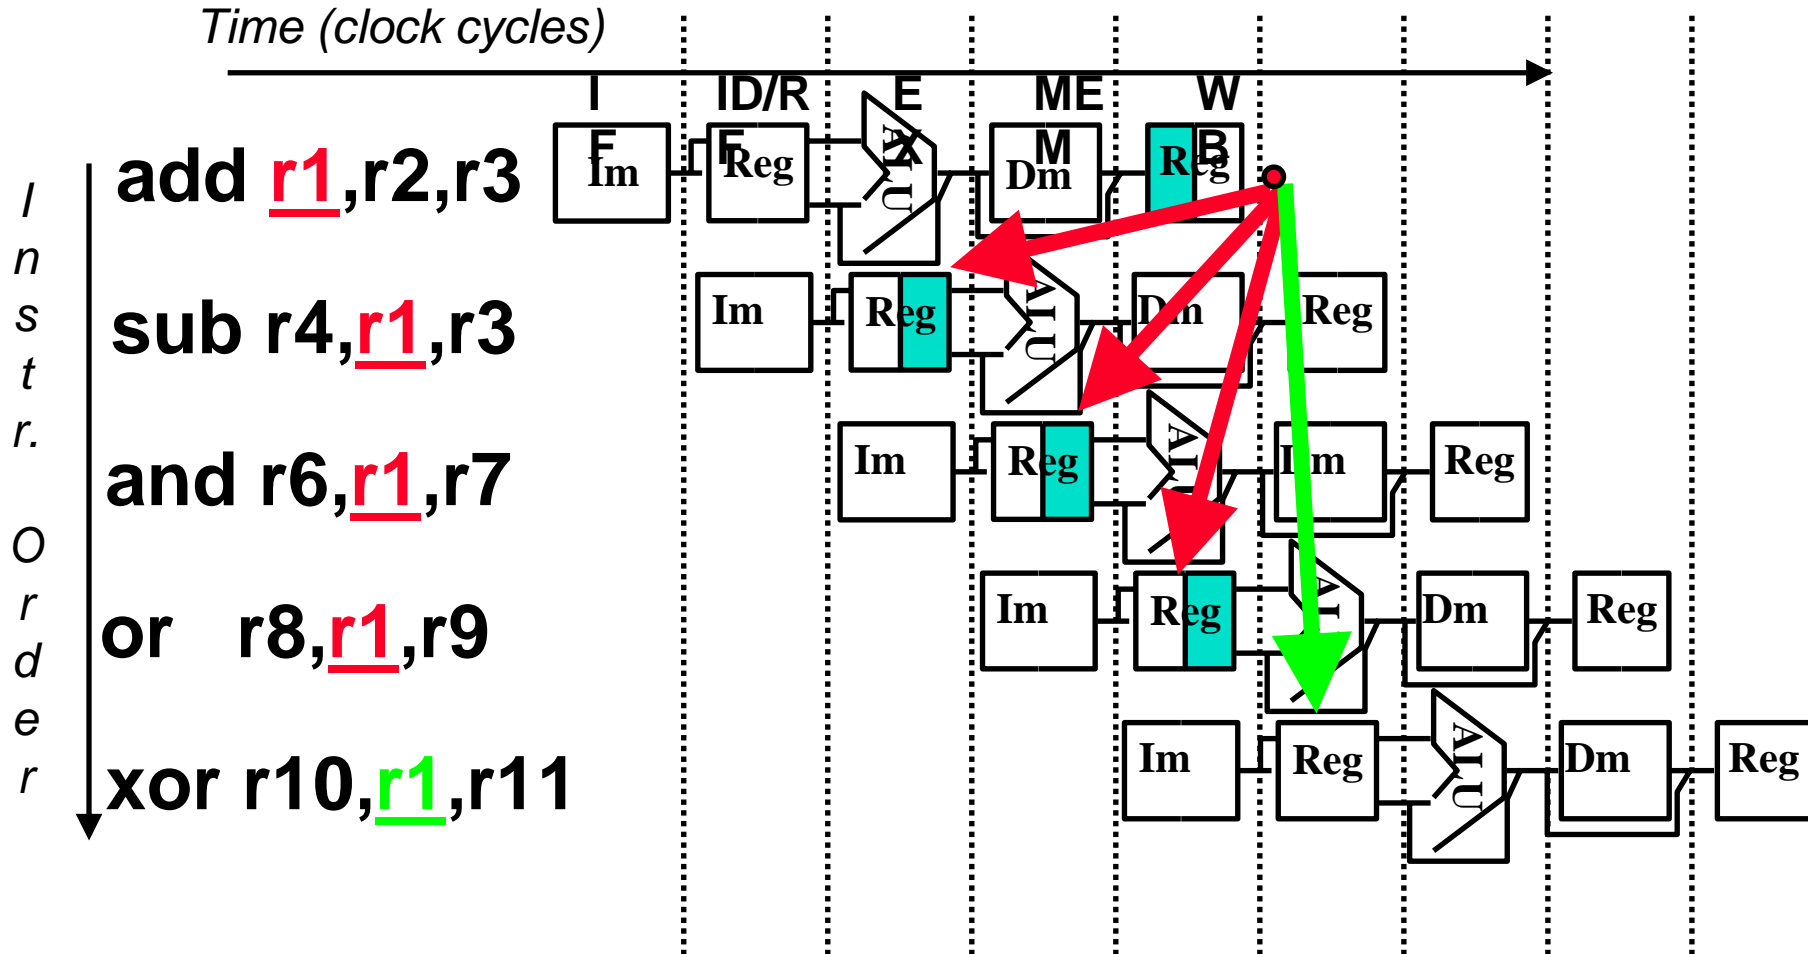 Time (clock cycles)
IF ID/RF EX MEM WB
Instr. Order
add r1,r2,r3
Im Reg ALU Dm Reg
sub r4,r1,r3
Im Reg ALU Dm Reg
and r6,r1,r7
Im Reg ALU Dm Reg
or r8,r1,r9
Im Reg ALU Dm Reg
xor r10,r1,r11
Im Reg ALU Dm Reg